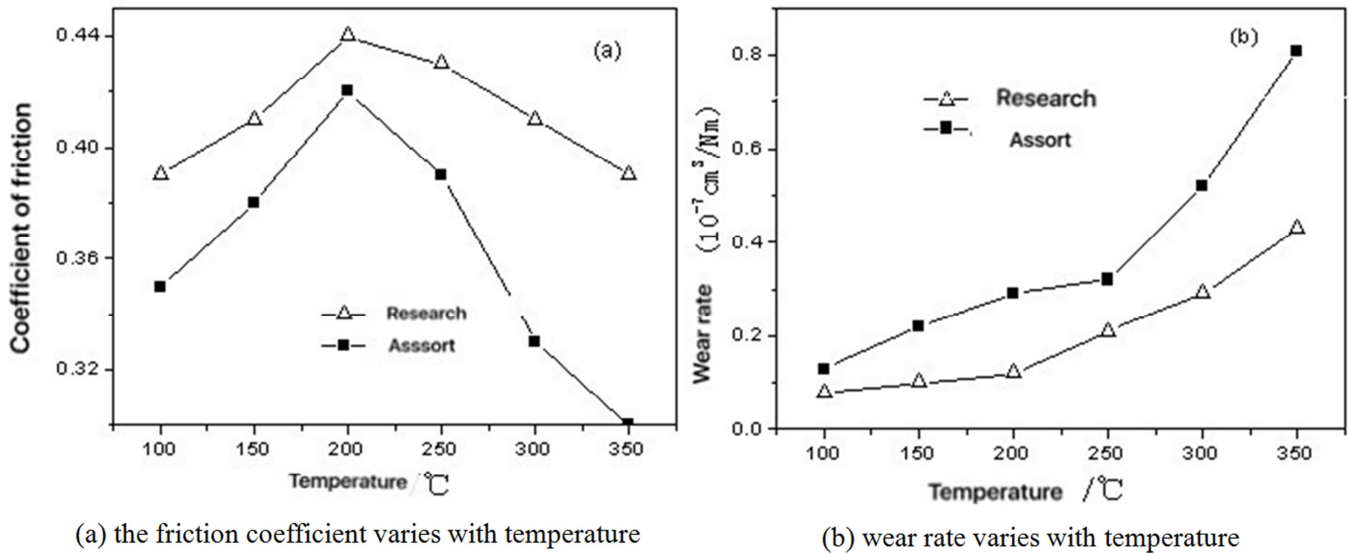 0.44
0.40
0.36
0.32
Coefficient of friction
(a)
Research
Asssort
100 150 200 250 300 350
Temperature/℃
(a) the friction coefficient varies with temperature
0.8
0.6
0.4
0.2
0.0
Wear rate (10⁻⁷cm³/Nm)
(b)
Research
Assort
100 150 200 250 300 350
Temperature /℃
(b) wear rate varies with temperature